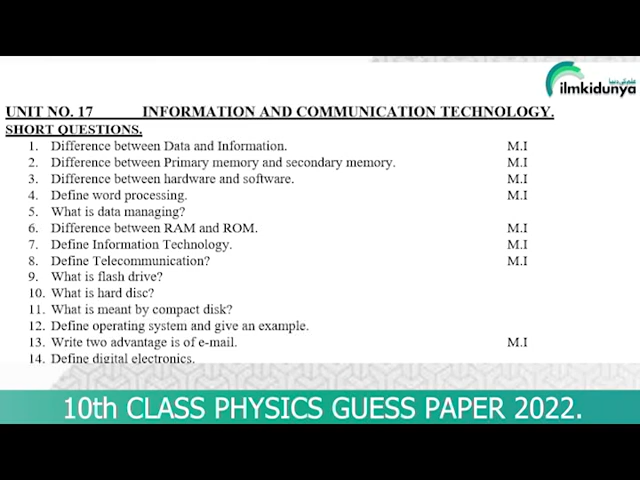 علم کی دنیا
ilmkidunya
UNIT NO. 17 INFORMATION AND COMMUNICATION TECHNOLOGY.
SHORT QUESTIONS.
1. Difference between Data and Information. M.I
2. Difference between Primary memory and secondary memory. M.I
3. Difference between hardware and software. M.I
4. Define word processing. M.I
5. What is data managing?
6. Difference between RAM and ROM. M.I
7. Define Information Technology. M.I
8. Define Telecommunication? M.I
9. What is flash drive?
10. What is hard disc?
11. What is meant by compact disk?
12. Define operating system and give an example.
13. Write two advantage is of e-mail. M.I
14. Define digital electronics.
10th CLASS PHYSICS GUESS PAPER 2022.